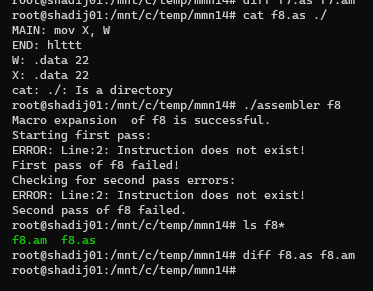 root@shadij01:/mnt/c/temp/mmn14# diff f7.as f7.am
root@shadij01:/mnt/c/temp/mmn14# cat f8.as ./
MAIN: mov X, W
END: hlttt
W: .data 22
X: .data 22
cat: ./: Is a directory
root@shadij01:/mnt/c/temp/mmn14# ./assembler f8
Macro expansion  of f8 is successful.
Starting first pass:
ERROR: Line:2: Instruction does not exist!
First pass of f8 failed!
Checking for second pass errors:
ERROR: Line:2: Instruction does not exist!
Second pass of f8 failed.
root@shadij01:/mnt/c/temp/mmn14# ls f8*
f8.am  f8.as
root@shadij01:/mnt/c/temp/mmn14# diff f8.as f8.am
root@shadij01:/mnt/c/temp/mmn14#